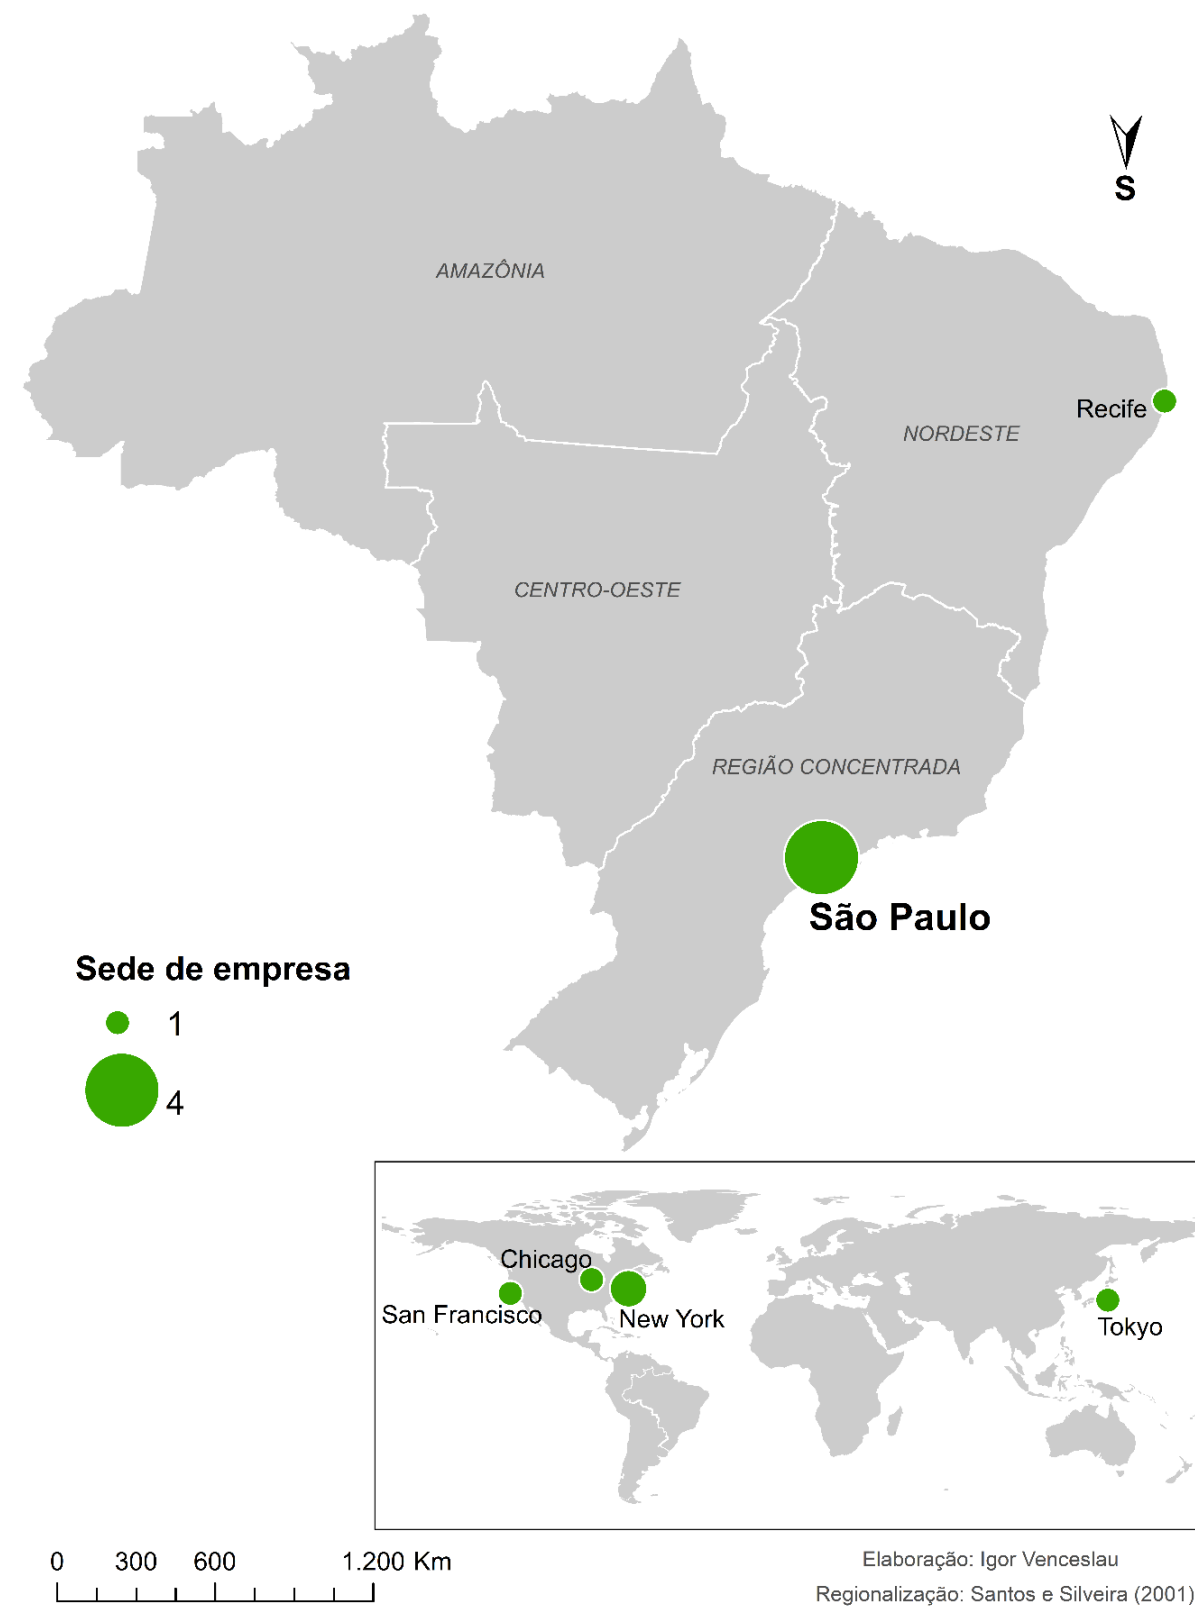 S
AMAZÔNIA
Recife
NORDESTE
CENTRO-OESTE
REGIÃO CONCENTRADA
São Paulo
Sede de empresa
1
4
Chicago
San Francisco
New York
Tokyo
0 300 600 1.200 Km
Elaboração: Igor Venceslau
Regionalização: Santos e Silveira (2001)